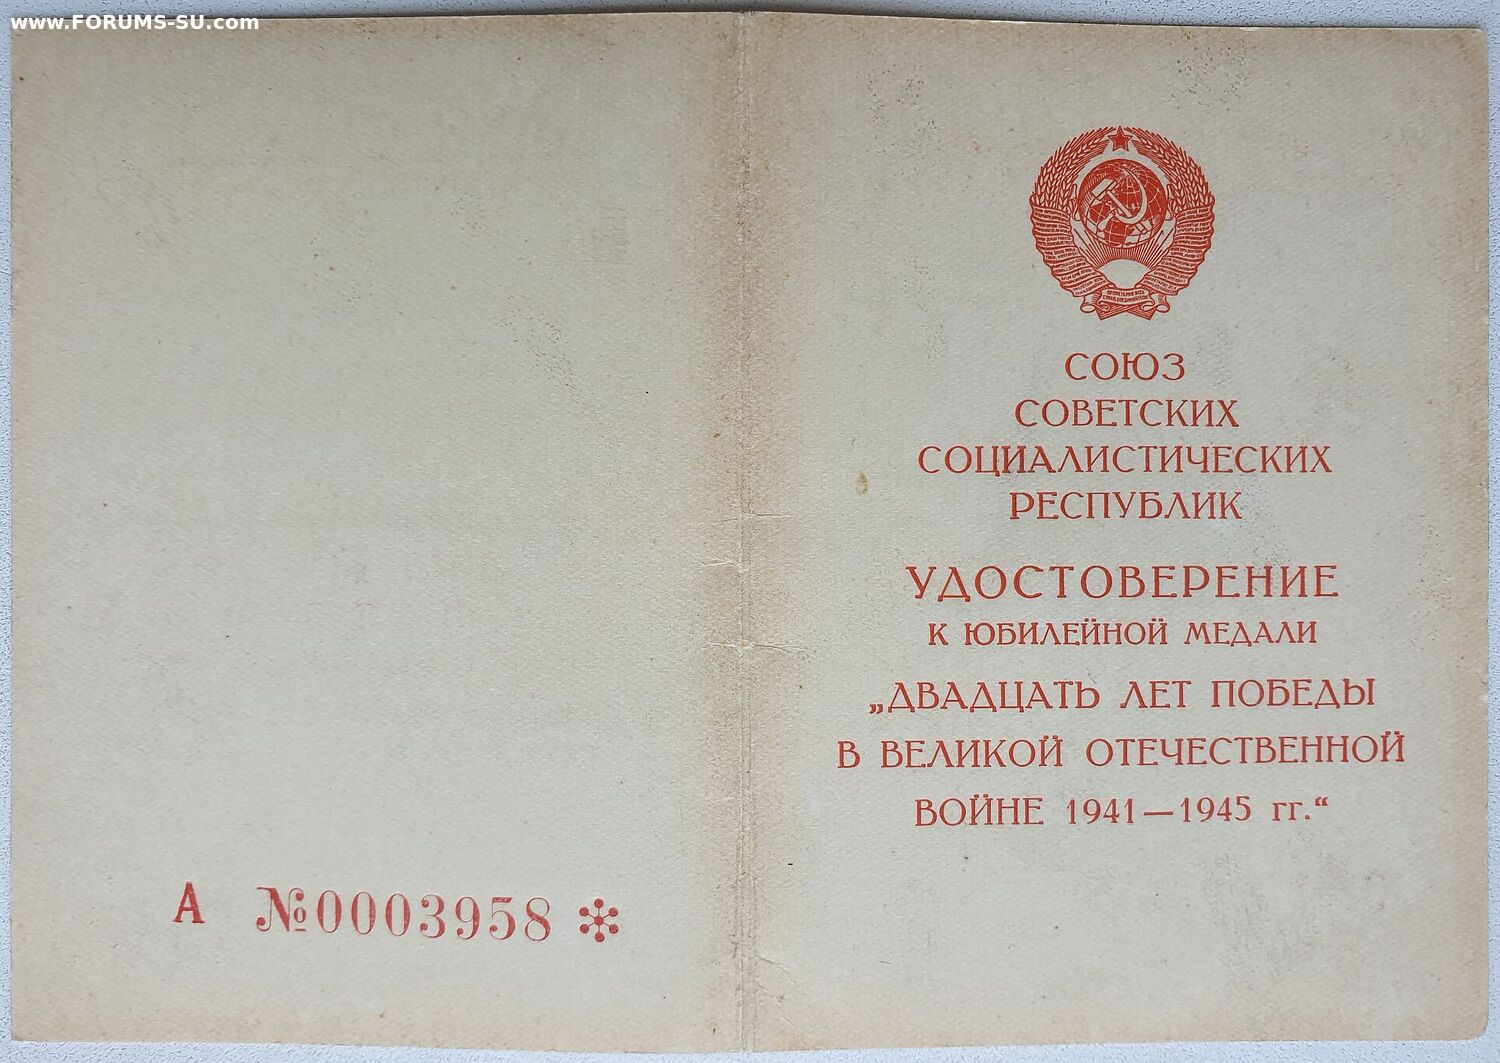 www.FORUMS-SU.com
А №0003958
СОЮЗ
СОВЕТСКИХ
СОЦИАЛИСТИЧЕСКИХ
РЕСПУБЛИК
УДОСТОВЕРЕНИЕ
К ЮБИЛЕЙНОЙ МЕДАЛИ
„ДВАДЦАТЬ ЛЕТ ПОБЕДЫ
В ВЕЛИКОЙ ОТЕЧЕСТВЕННОЙ
ВОЙНЕ 1941—1945 гг.“